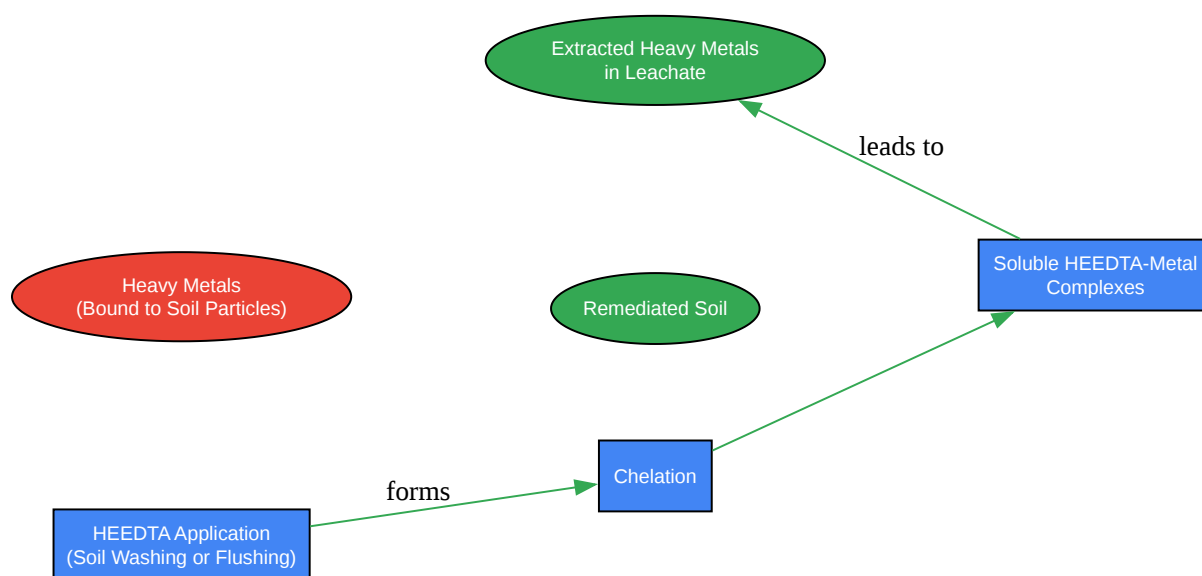 Extracted Heavy Metals
in Leachate
leads to
Heavy Metals
(Bound to Soil Particles)
Remediated Soil
Soluble HEEDTA-Metal
Complexes
forms
Chelation
HEEDTA Application
(Soil Washing or Flushing)